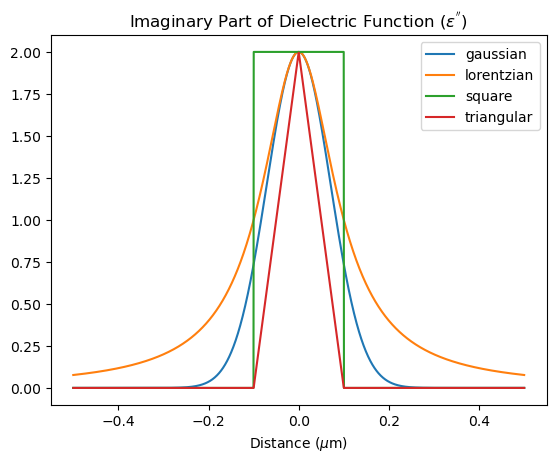 Imaginary Part of Dielectric Function (ε″)
2.00
1.75
1.50
1.25
1.00
0.75
0.50
0.25
0.00
gaussian
lorentzian
square
triangular
−0.4 −0.2 0.0 0.2 0.4
Distance (μm)